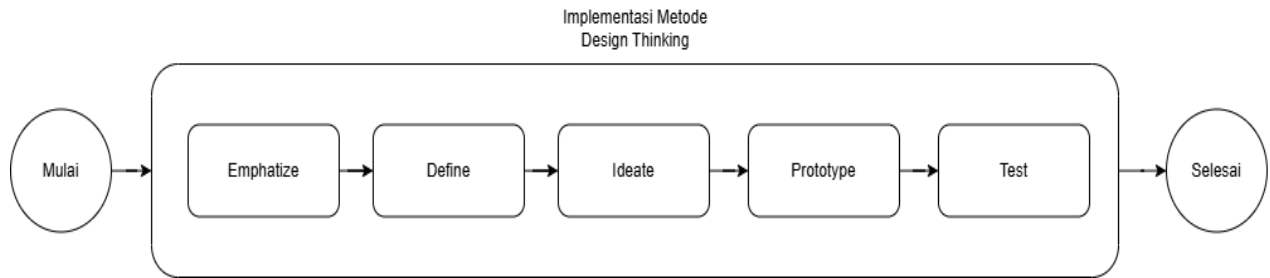 Implementasi Metode
Design Thinking
Mulai
Emphatize
Define
Ideate
Prototype
Test
Selesai